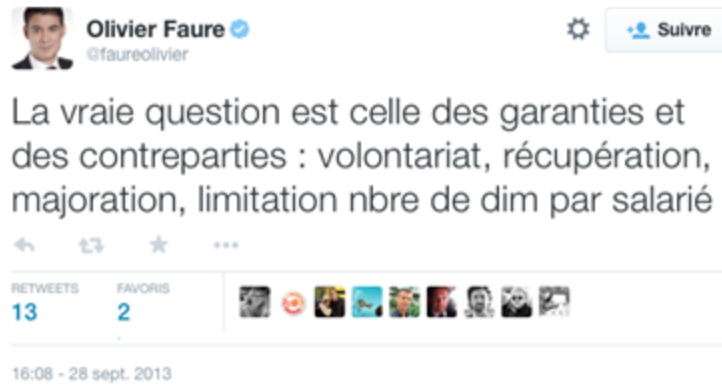 Olivier Faure
@faureolivier
Suivre
La vraie question est celle des garanties et
des contreparties : volontariat, récupération,
majoration, limitation nbre de dim par salarié
RETWEETS
FAVORIS
13
2
16:08 - 28 sept. 2013